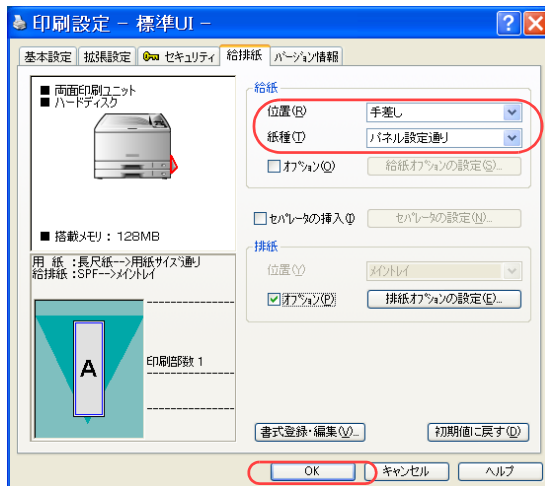 印刷設定 - 標準UI -
基本設定 拡張設定 セキュリティ 給排紙 バージョン情報
■ 両面印刷ユニット
■ ハードディスク
■ 搭載メモリ : 128MB
用 紙 :長尺紙-->用紙サイズ通り
給排紙 :SPF-->メイントレイ
A
印刷部数 1
給紙
位置(R) 手差し
紙種(T) パネル設定通り
オプション(O) 給紙オプションの設定(S)...
セパレータの挿入(I) セパレータの設定(N)...
排紙
位置(Y) メイントレイ
オプション(P) 排紙オプションの設定(E)...
書式登録・編集(V)... 初期値に戻す(D)
OK キャンセル ヘルプ